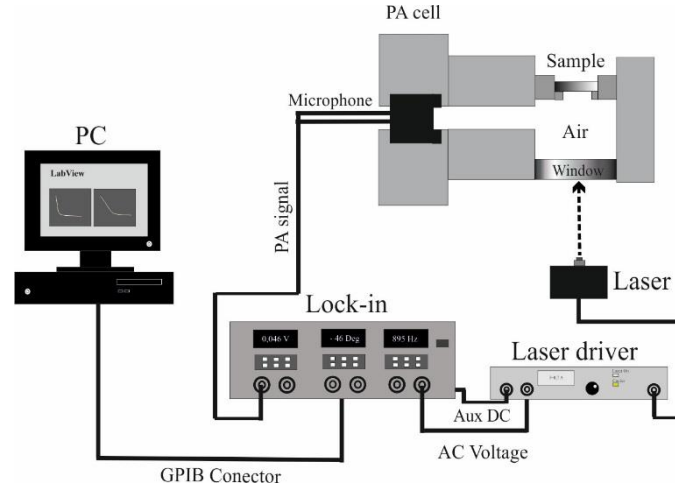 PA cell
Sample
Microphone
Air
PC
LabView
Window
PA signal
Laser
Lock-in
0,046 V
- 46 Deg
895 Hz
Laser driver
Aux DC
AC Voltage
GPIB Conector